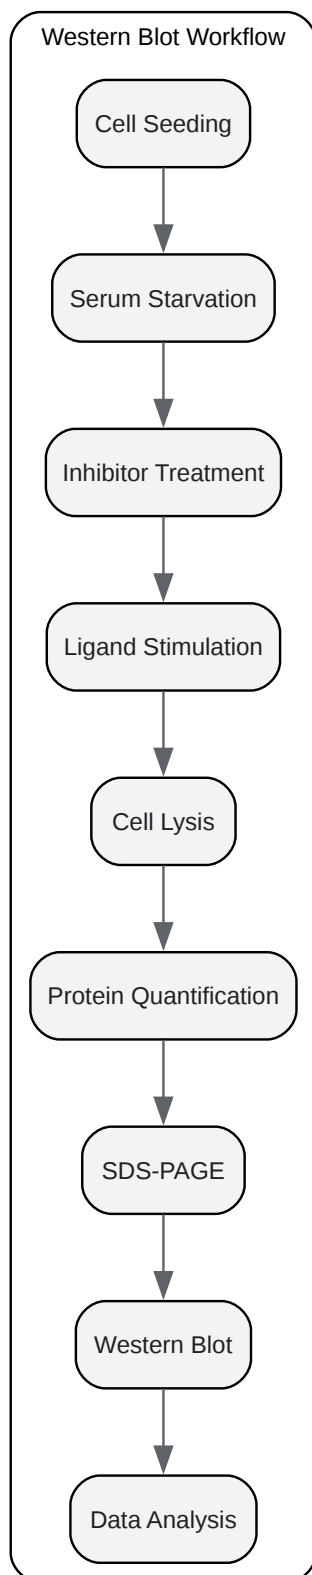 Western Blot Workflow
Cell Seeding
Serum Starvation
Inhibitor Treatment
Ligand Stimulation
Cell Lysis
Protein Quantification
SDS-PAGE
Western Blot
Data Analysis